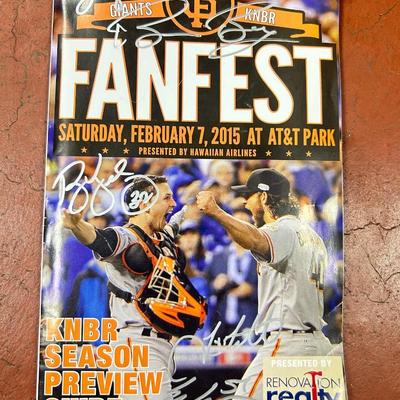 GIANTS KNBR
FANFEST
SATURDAY, FEBRUARY 7, 2015 AT AT&T PARK
PRESENTED BY HAWAIIAN AIRLINES
22
KNBR
SEASON
PREVIEW
PRESENTED BY
RENOVATION
realty